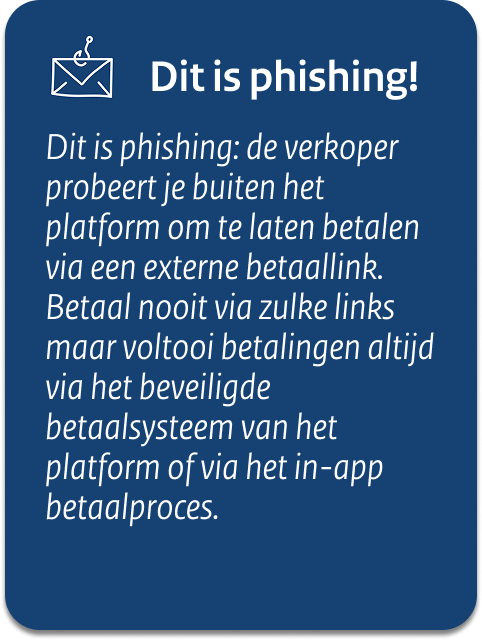 Dit is phishing!
Dit is phishing: de verkoper
probeert je buiten het
platform om te laten betalen
via een externe betaallink.
Betaal nooit via zulke links
maar voltooi betalingen altijd
via het beveiligde
betaalsysteem van het
platform of via het in-app
betaalproces.